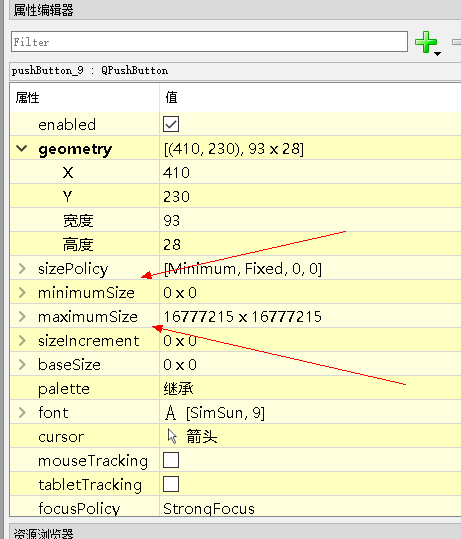 属性编辑器
Filter
pushButton_9 : QPushButton
属性 值
enabled
geometry [(410, 230), 93 x 28]
X 410
Y 230
宽度 93
高度 28
sizePolicy [Minimum, Fixed, 0, 0]
minimumSize 0 x 0
maximumSize 16777215 x 16777215
sizeIncrement 0 x 0
baseSize 0 x 0
palette 继承
font A [SimSun, 9]
cursor 箭头
mouseTracking
tabletTracking
focusPolicy StrongFocus
资源浏览器